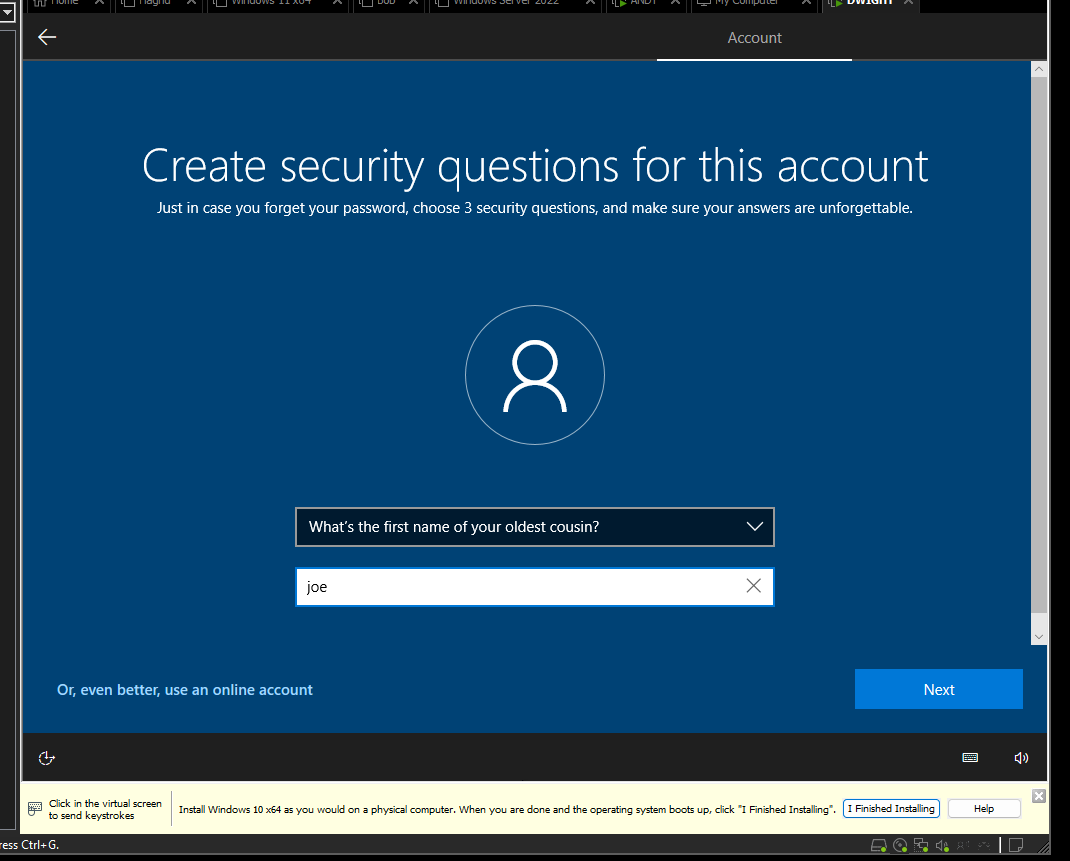 Home
Hagrid
Windows 11 x64
Bob
Windows Server 2022
ANDY
My Computer
DWIGHT
Account
Create security questions for this account
Just in case you forget your password, choose 3 security questions, and make sure your answers are unforgettable.
What's the first name of your oldest cousin?
joe
Or, even better, use an online account
Next
Click in the virtual screen
to send keystrokes
Install Windows 10 x64 as you would on a physical computer. When you are done and the operating system boots up, click "I Finished Installing".
I Finished Installing
Help
ress Ctrl+G.